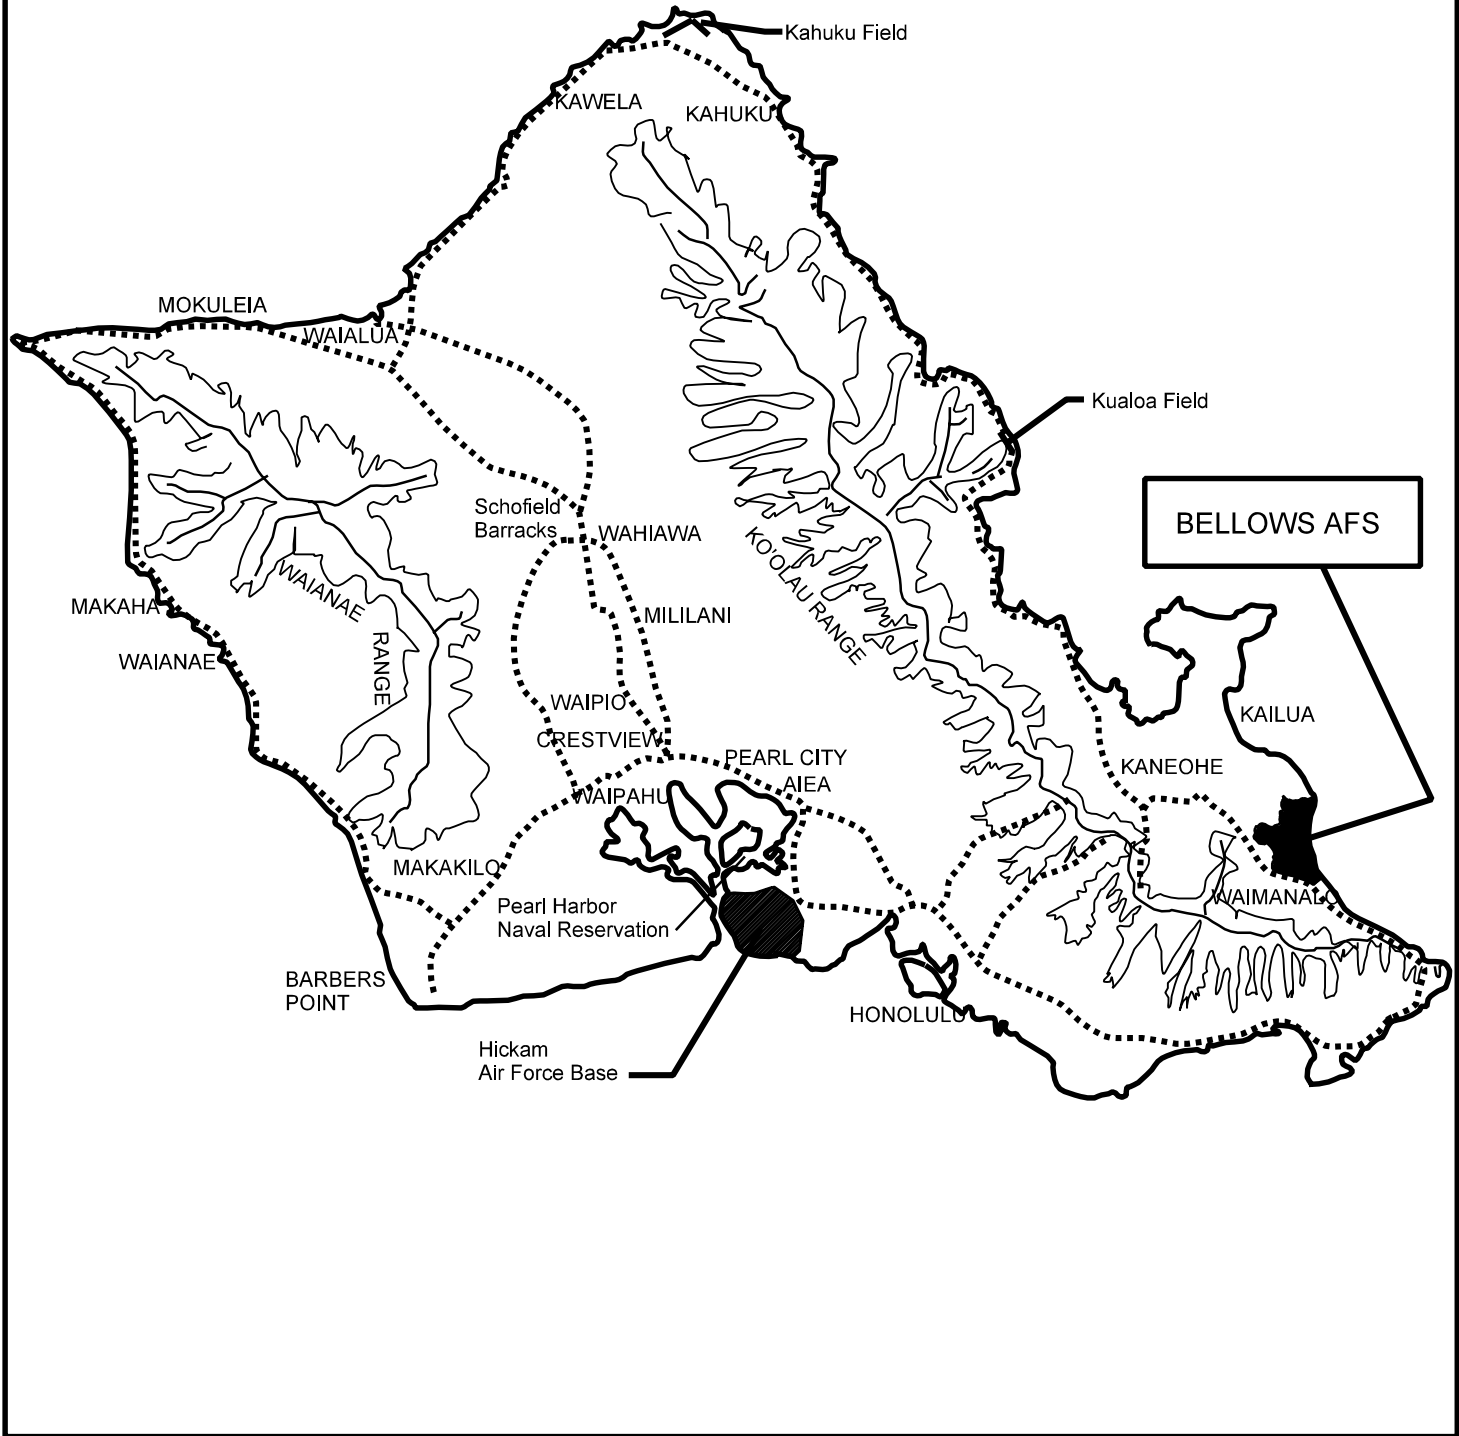 Kahuku Field
KAWELA
KAHUKU
MOKULEIA
WAIALUA
Kualoa Field
Schofield
Barracks
WAHIAWA
BELLOWS AFS
KO'OLAU RANGE
WAIANAE
RANGE
MAKAHA
MILILANI
WAIANAE
WAIPIO
CRESTVIEW
KAILUA
PEARL CITY
AIEA
KANEOHE
WAIPAHU
MAKAKILO
WAIMANALO
Pearl Harbor
Naval Reservation
BARBERS
POINT
HONOLULU
Hickam
Air Force Base